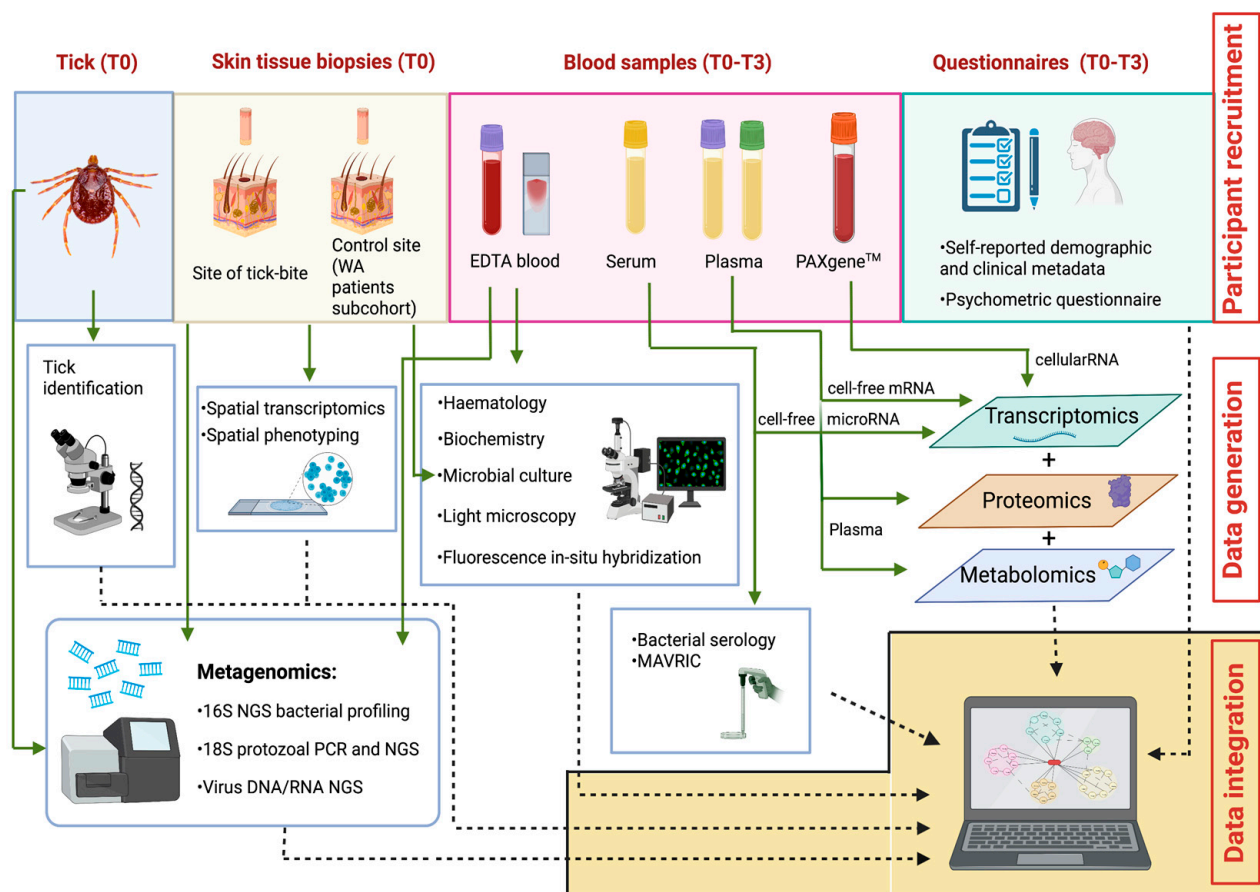 Tick (T0)
Skin tissue biopsies (T0)
Blood samples (T0-T3)
Questionnaires (T0-T3)
Participant recruitment
Site of tick-bite
Control site
(WA
patients
subcohort)
EDTA blood
Serum
Plasma
PAXgene™
•Self-reported demographic
and clinical metadata
•Psychometric questionnaire
Tick
identification
•Spatial transcriptomics
•Spatial phenotyping
•Haematology
•Biochemistry
•Microbial culture
•Light microscopy
•Fluorescence in-situ hybridization
cellularRNA
cell-free mRNA
cell-free microRNA
Plasma
Transcriptomics
+
Proteomics
+
Metabolomics
Data generation
•Bacterial serology
•MAVRIC
Metagenomics:
•16S NGS bacterial profiling
•18S protozoal PCR and NGS
•Virus DNA/RNA NGS
Data integration